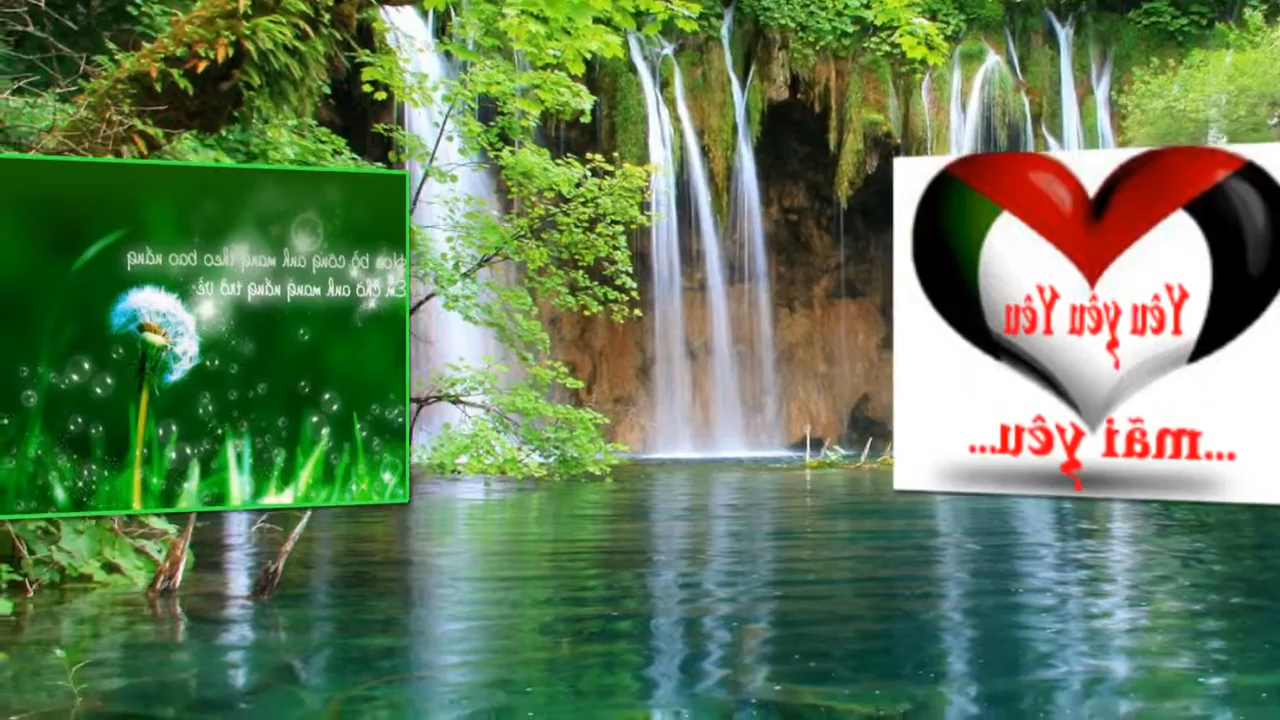 Hoa bồ công anh mang theo bao nắng
Em chờ anh mang nắng trở về
Yêu yêu Yêu
...mãi yêu...